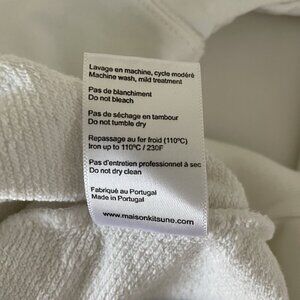 Lavage en machine, cycle modéré
Machine wash, mild treatment
Pas de blanchiment
Do not bleach
Pas de séchage en tambour
Do not tumble dry
Repassage au fer froid (110°C)
Iron up to 110°C / 230F
Pas d'entretien professionnel à sec
Do not dry clean
Fabriqué au Portugal
Made in Portugal
www.maisonkitsune.com